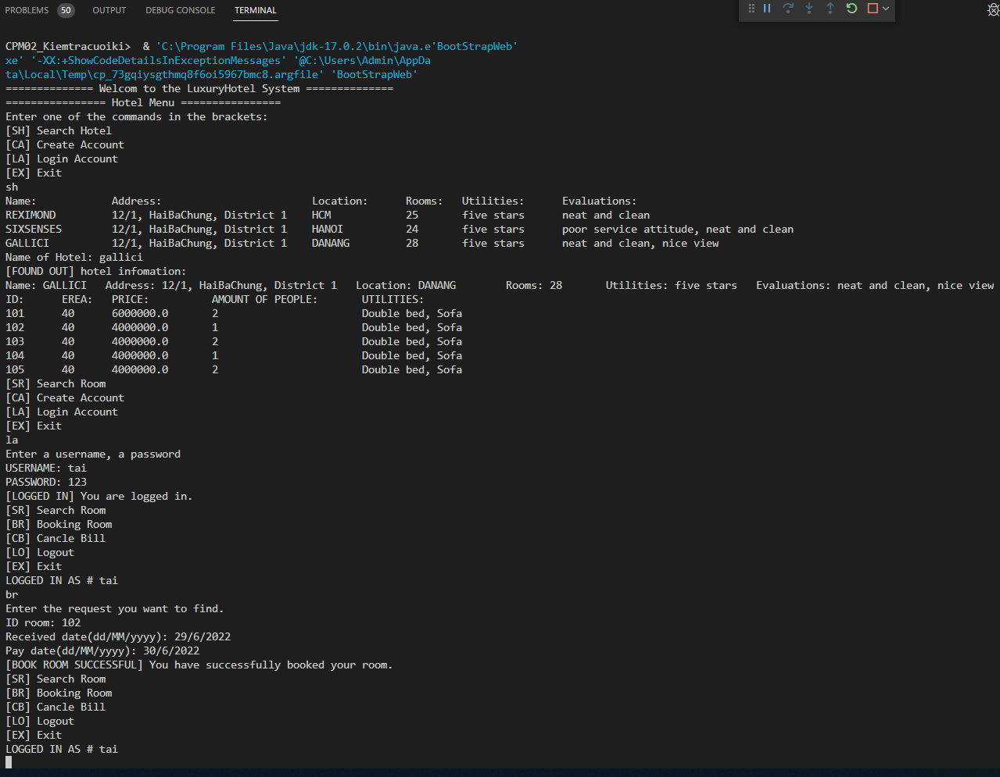 PROBLEMS 50 OUTPUT DEBUG CONSOLE TERMINAL
CPM02_Kiemtracuoiki>  & 'C:\Program Files\Java\jdk-17.0.2\bin\java.e'BootStrapWeb'
xe' '-XX:+ShowCodeDetailsInExceptionMessages' '@C:\Users\Admin\AppDa
ta\Local\Temp\cp_73gqiysgthmq8f6oi5967bmc8.argfile' 'BootStrapWeb'
============== Welcom to the LuxuryHotel System ==============
================ Hotel Menu ================
Enter one of the commands in the brackets:
[SH] Search Hotel
[CA] Create Account
[LA] Login Account
[EX] Exit
sh
Name:            Address:                        Location:      Rooms:   Utilities:      Evaluations:
REXIMOND         12/1, HaiBaChung, District 1    HCM            25       five stars      neat and clean
SIXSENSES        12/1, HaiBaChung, District 1    HANOI          24       five stars      poor service attitude, neat and clean
GALLICI          12/1, HaiBaChung, District 1    DANANG         28       five stars      neat and clean, nice view
Name of Hotel: gallici
[FOUND OUT] hotel infomation:
Name: GALLICI   Address: 12/1, HaiBaChung, District 1   Location: DANANG        Rooms: 28       Utilities: five stars   Evaluations: neat and clean, nice view
ID:      EREA:   PRICE:          AMOUNT OF PEOPLE:       UTILITIES:
101      40      6000000.0       2                       Double bed, Sofa
102      40      4000000.0       1                       Double bed, Sofa
103      40      4000000.0       2                       Double bed, Sofa
104      40      4000000.0       1                       Double bed, Sofa
105      40      4000000.0       2                       Double bed, Sofa
[SR] Search Room
[CA] Create Account
[LA] Login Account
[EX] Exit
la
Enter a username, a password
USERNAME: tai
PASSWORD: 123
[LOGGED IN] You are logged in.
[SR] Search Room
[BR] Booking Room
[CB] Cancle Bill
[LO] Logout
[EX] Exit
LOGGED IN AS # tai
br
Enter the request you want to find.
ID room: 102
Received date(dd/MM/yyyy): 29/6/2022
Pay date(dd/MM/yyyy): 30/6/2022
[BOOK ROOM SUCCESSFUL] You have successfully booked your room.
[SR] Search Room
[BR] Booking Room
[CB] Cancle Bill
[LO] Logout
[EX] Exit
LOGGED IN AS # tai